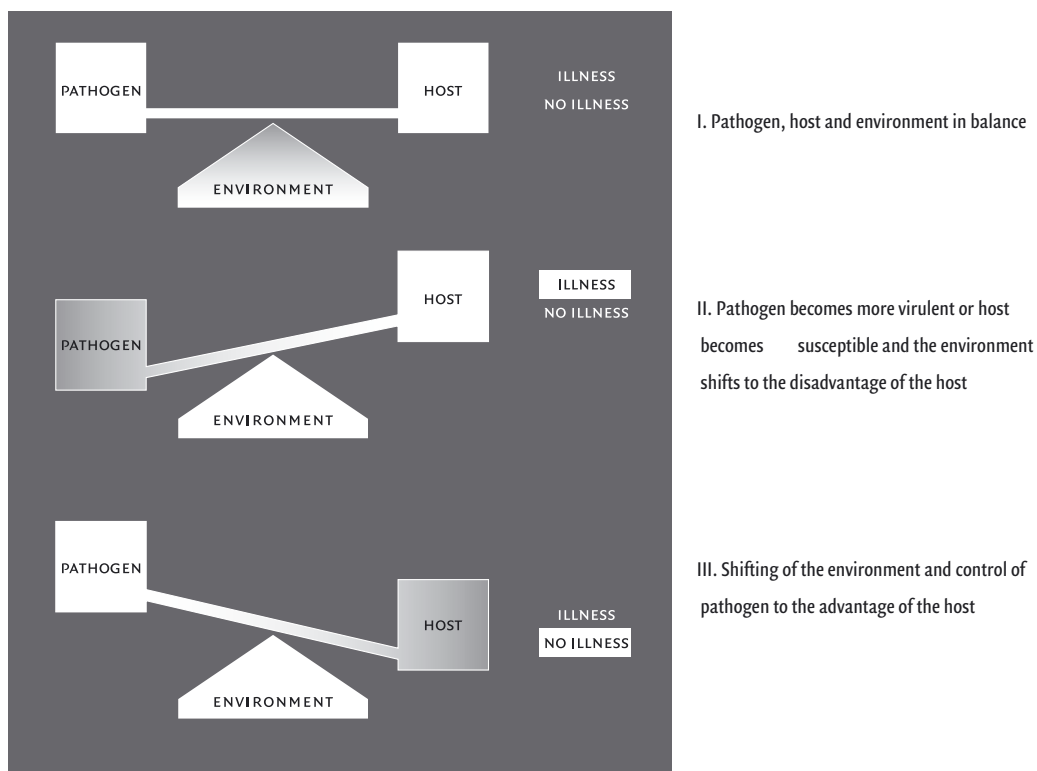 PATHOGEN
HOST
ILLNESS
NO ILLNESS
ENVIRONMENT
I. Pathogen, host and environment in balance
PATHOGEN
HOST
ILLNESS
NO ILLNESS
ENVIRONMENT
II. Pathogen becomes more virulent or host
becomes susceptible and the environment
shifts to the disadvantage of the host
PATHOGEN
HOST
ILLNESS
NO ILLNESS
ENVIRONMENT
III. Shifting of the environment and control of
pathogen to the advantage of the host